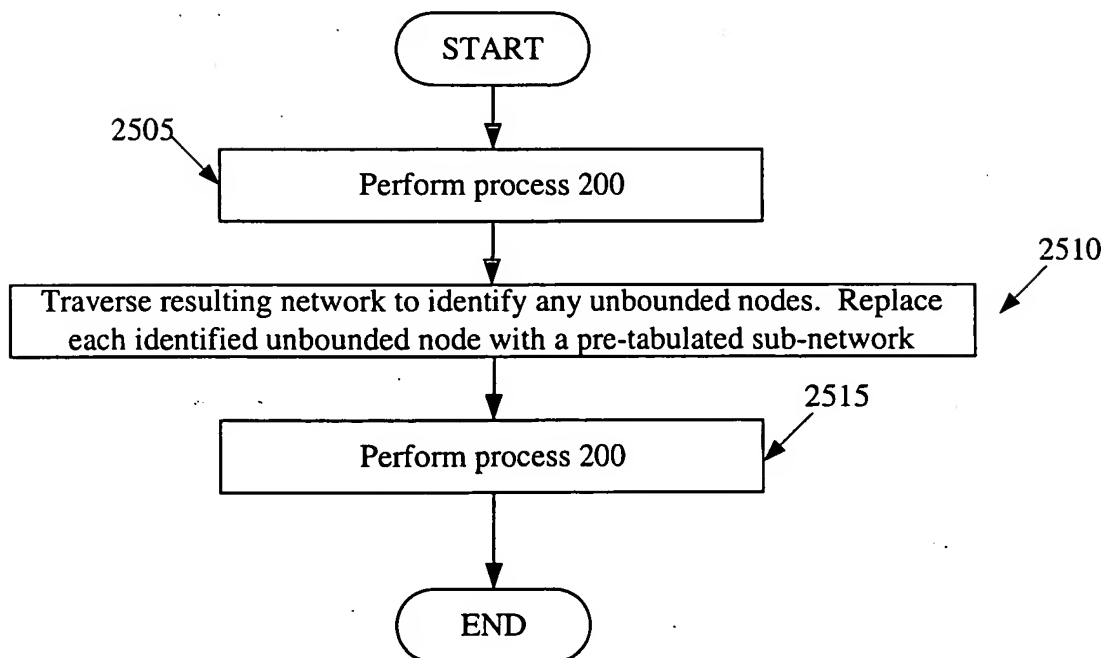 START
2505
Perform process 200
2510
Traverse resulting network to identify any unbounded nodes. Replace
each identified unbounded node with a pre-tabulated sub-network
2515
Perform process 200
END